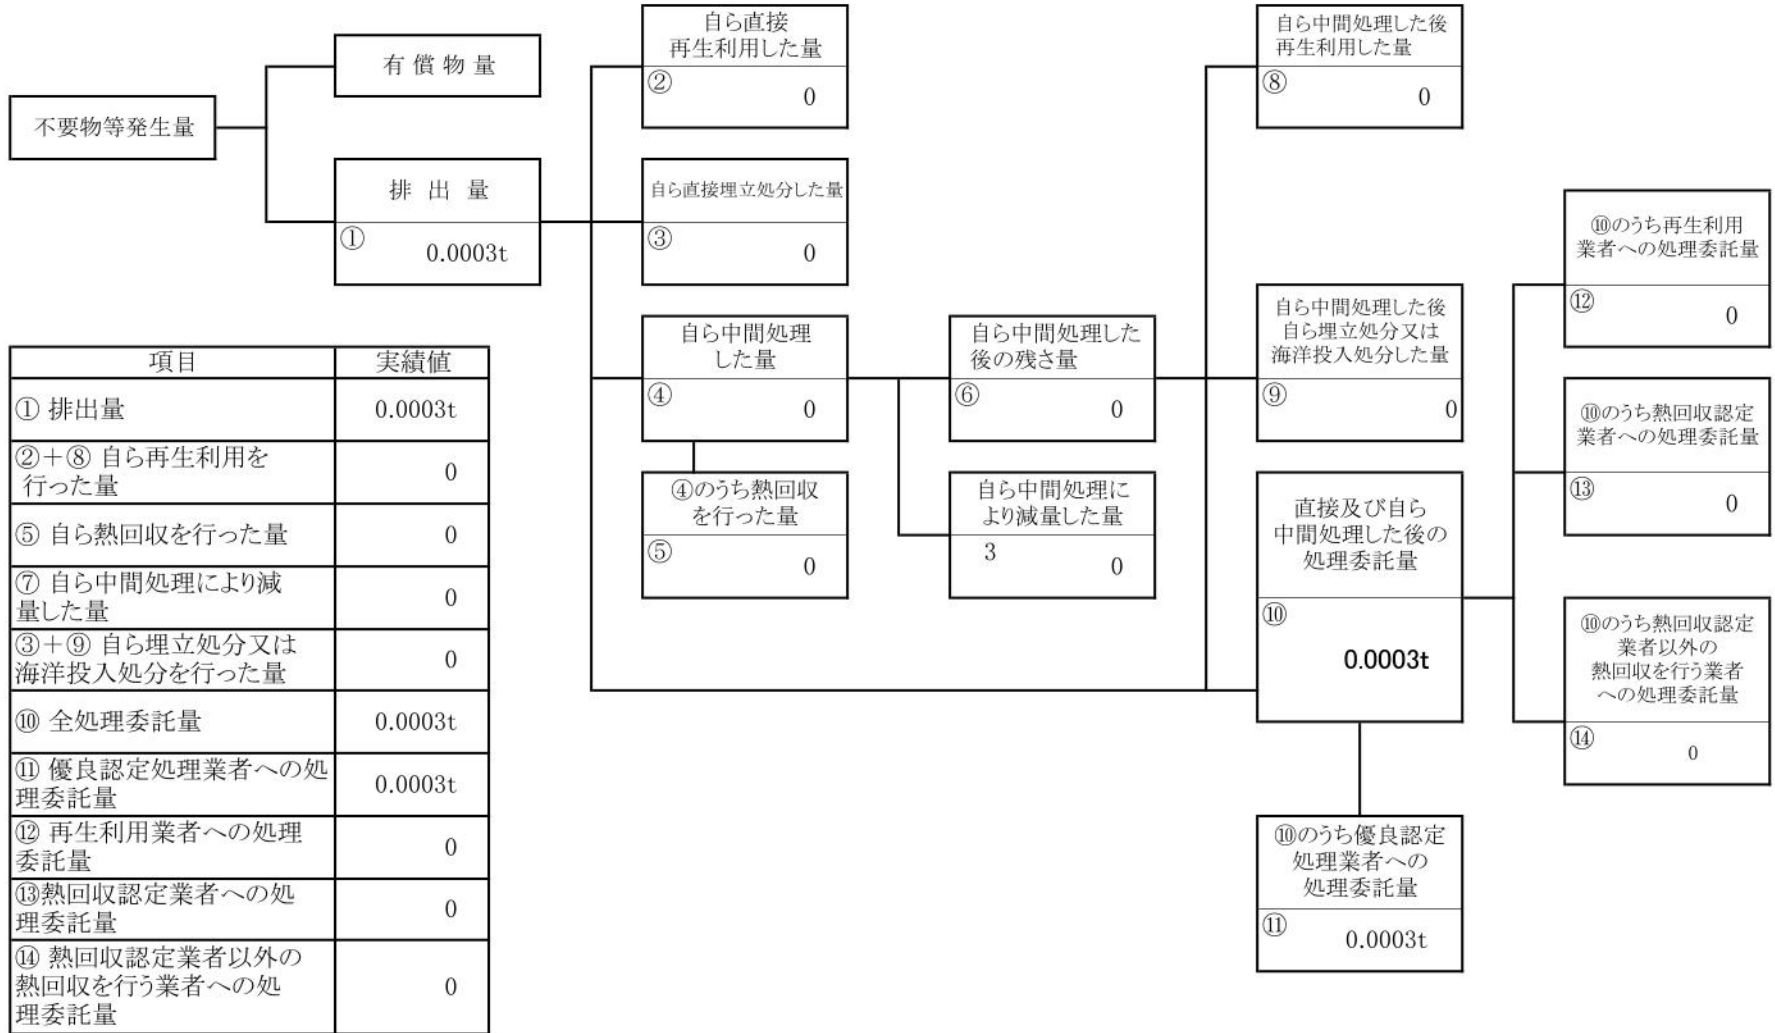 不要物等発生量
有償物量
排出量
① 0.0003t
自ら直接
再生利用した量
② 0
自ら直接埋立処分した量
③ 0
自ら中間処理
した量
④ 0
④のうち熱回収
を行った量
⑤ 0
自ら中間処理した
後の残さ量
⑥ 0
自ら中間処理に
より減量した量
3 0
自ら中間処理した後
再生利用した量
⑧ 0
自ら中間処理した後
自ら埋立処分又は
海洋投入処分した量
⑨ 0
直接及び自ら
中間処理した後の
処理委託量
⑩
0.0003t
⑩のうち優良認定
処理業者への
処理委託量
⑪ 0.0003t
⑩のうち再生利用
業者への処理委託量
⑫ 0
⑩のうち熱回収認定
業者への処理委託量
⑬ 0
⑩のうち熱回収認定
業者以外の
熱回収を行う業者
への処理委託量
⑭ 0
項目 実績値
① 排出量 0.0003t
②+⑧ 自ら再生利用を
行った量 0
⑤ 自ら熱回収を行った量 0
⑦ 自ら中間処理により減
量した量 0
③+⑨ 自ら埋立処分又は
海洋投入処分を行った量 0
⑩ 全処理委託量 0.0003t
⑪ 優良認定処理業者への処
理委託量 0.0003t
⑫ 再生利用業者への処理
委託量 0
⑬熱回収認定業者への処
理委託量 0
⑭ 熱回収認定業者以外の
熱回収を行う業者への処
理委託量 0